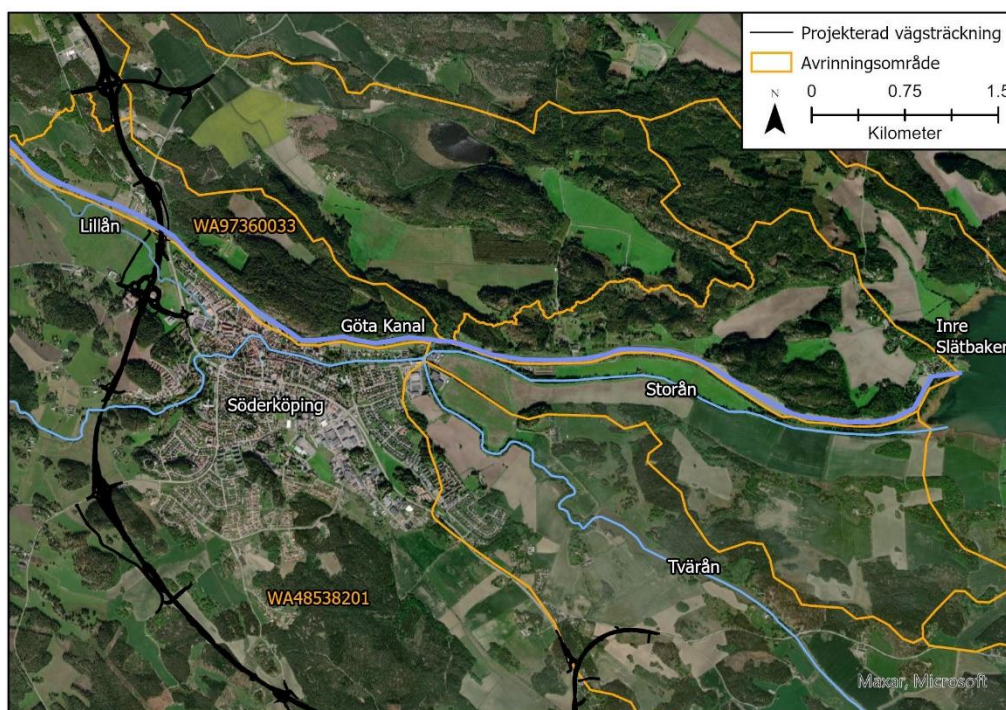 Projekterad vägsträckning
Avrinningsområde
N
0 0.75 1.5
Kilometer
Lillån
WA97360033
Göta Kanal
Inre
Slätbaken
Storån
Söderköping
Tvärån
WA48538201
Maxar, Microsoft